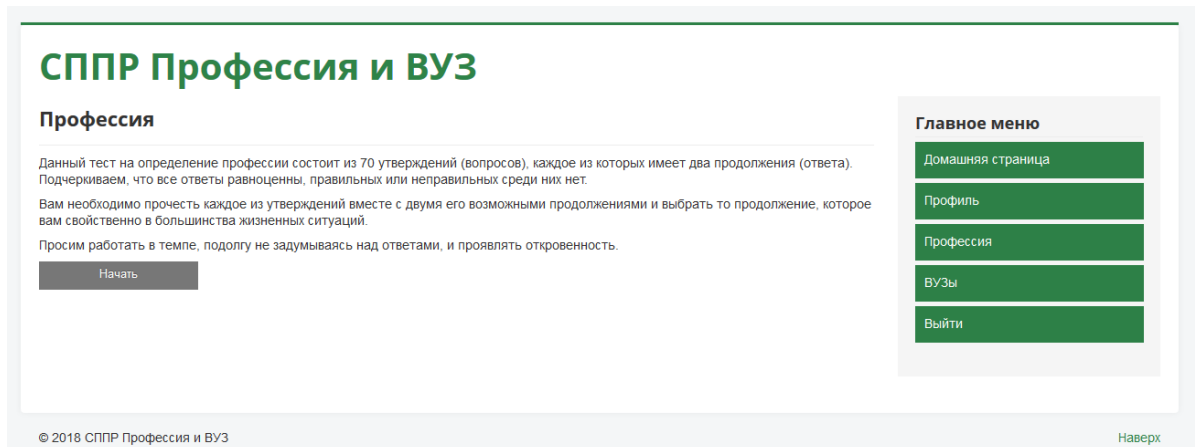 СППР Профессия и ВУЗ
Профессия
Данный тест на определение профессии состоит из 70 утверждений (вопросов), каждое из которых имеет два продолжения (ответа).
Подчеркиваем, что все ответы равноценны, правильных или неправильных среди них нет.
Вам необходимо прочесть каждое из утверждений вместе с двумя его возможными продолжениями и выбрать то продолжение, которое
вам свойственно в большинства жизненных ситуаций.
Просим работать в темпе, подолгу не задумываясь над ответами, и проявлять откровенность.
Начать
Главное меню
Домашняя страница
Профиль
Профессия
ВУЗы
Выйти
© 2018 СППР Профессия и ВУЗ
Наверх